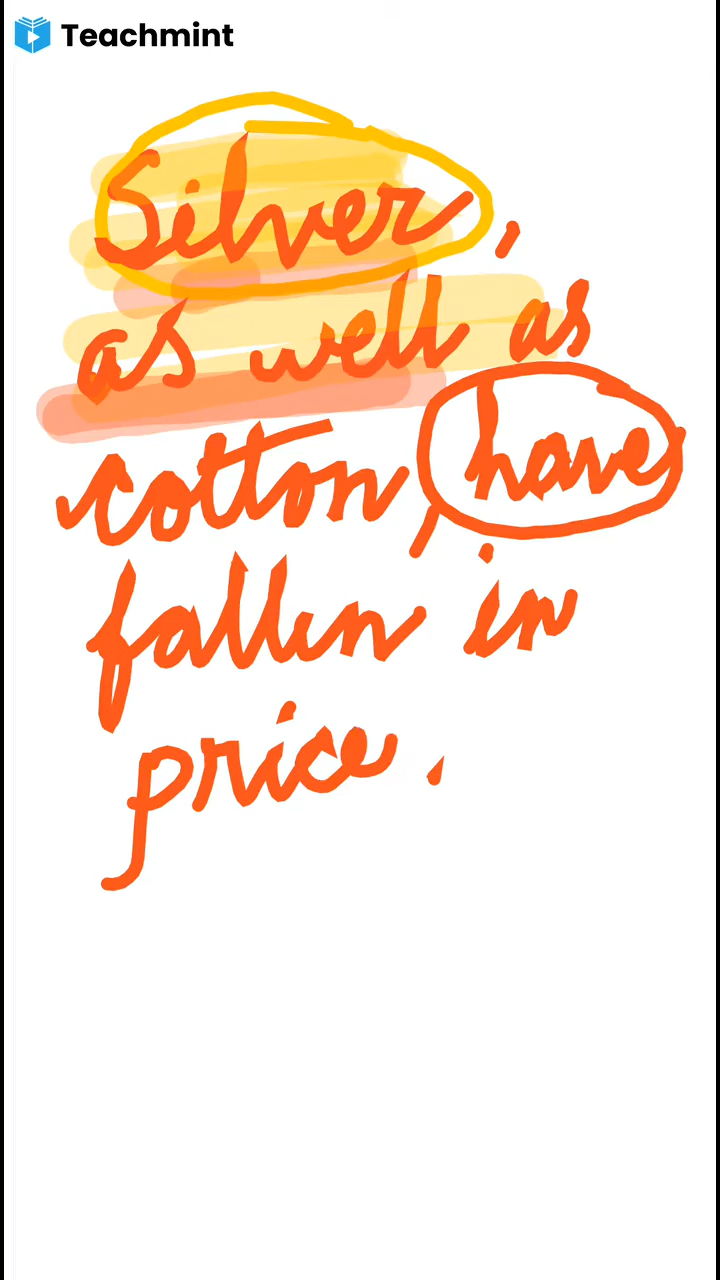 Teachmint
Silver,
as well as
cotton, have
fallen in
price.